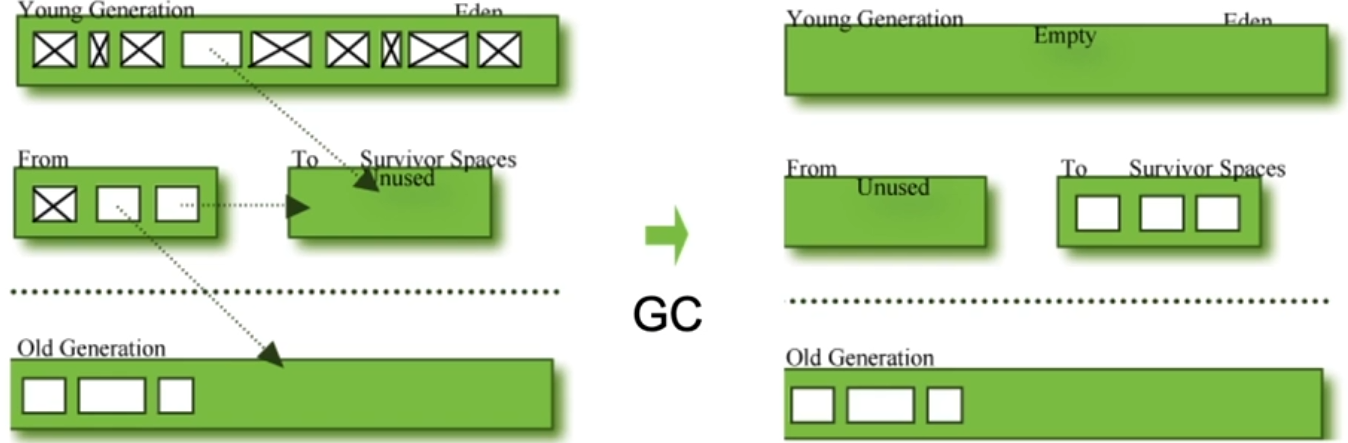 Young Generation Eden
From
To Survivor Spaces
Unused
Old Generation
GC
Young Generation Eden
Empty
From
Unused
To Survivor Spaces
Old Generation